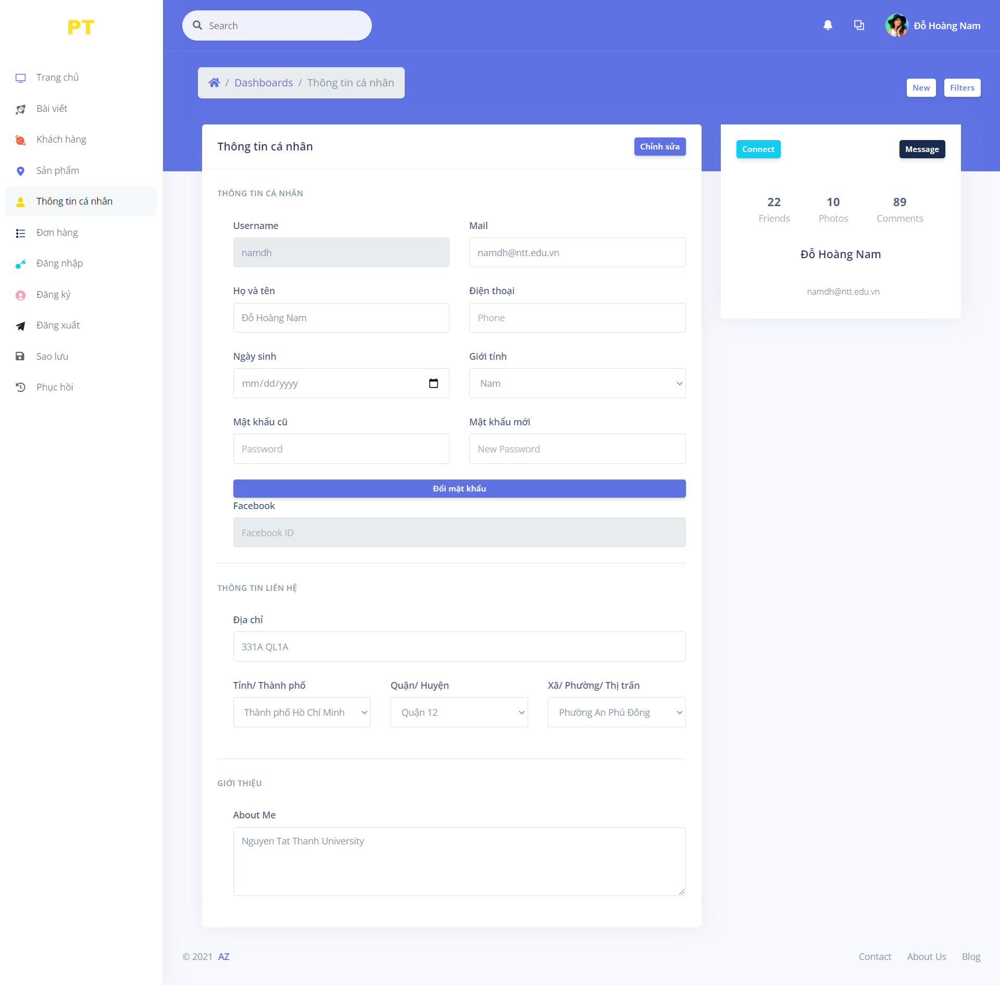 PT
Search
Đỗ Hoàng Nam
Trang chủ
Bài viết
Khách hàng
Sản phẩm
Thông tin cá nhân
Đơn hàng
Đăng nhập
Đăng ký
Đăng xuất
Sao lưu
Phục hồi
/ Dashboards / Thông tin cá nhân
New Filters
Thông tin cá nhân Chỉnh sửa
THÔNG TIN CÁ NHÂN
Username Mail
namdh namdh@ntt.edu.vn
Họ và tên Điện thoại
Đỗ Hoàng Nam Phone
Ngày sinh Giới tính
mm/dd/yyyy Nam
Mật khẩu cũ Mật khẩu mới
Password New Password
Đổi mật khẩu
Facebook
Facebook ID
THÔNG TIN LIÊN HỆ
Địa chỉ
331A QL1A
Tỉnh/ Thành phố Quận/ Huyện Xã/ Phường/ Thị trấn
Thành phố Hồ Chí Minh Quận 12 Phường An Phú Đông
GIỚI THIỆU
About Me
Nguyen Tat Thanh University
Connect Message
22 10 89
Friends Photos Comments
Đỗ Hoàng Nam
namdh@ntt.edu.vn
© 2021 AZ
Contact About Us Blog